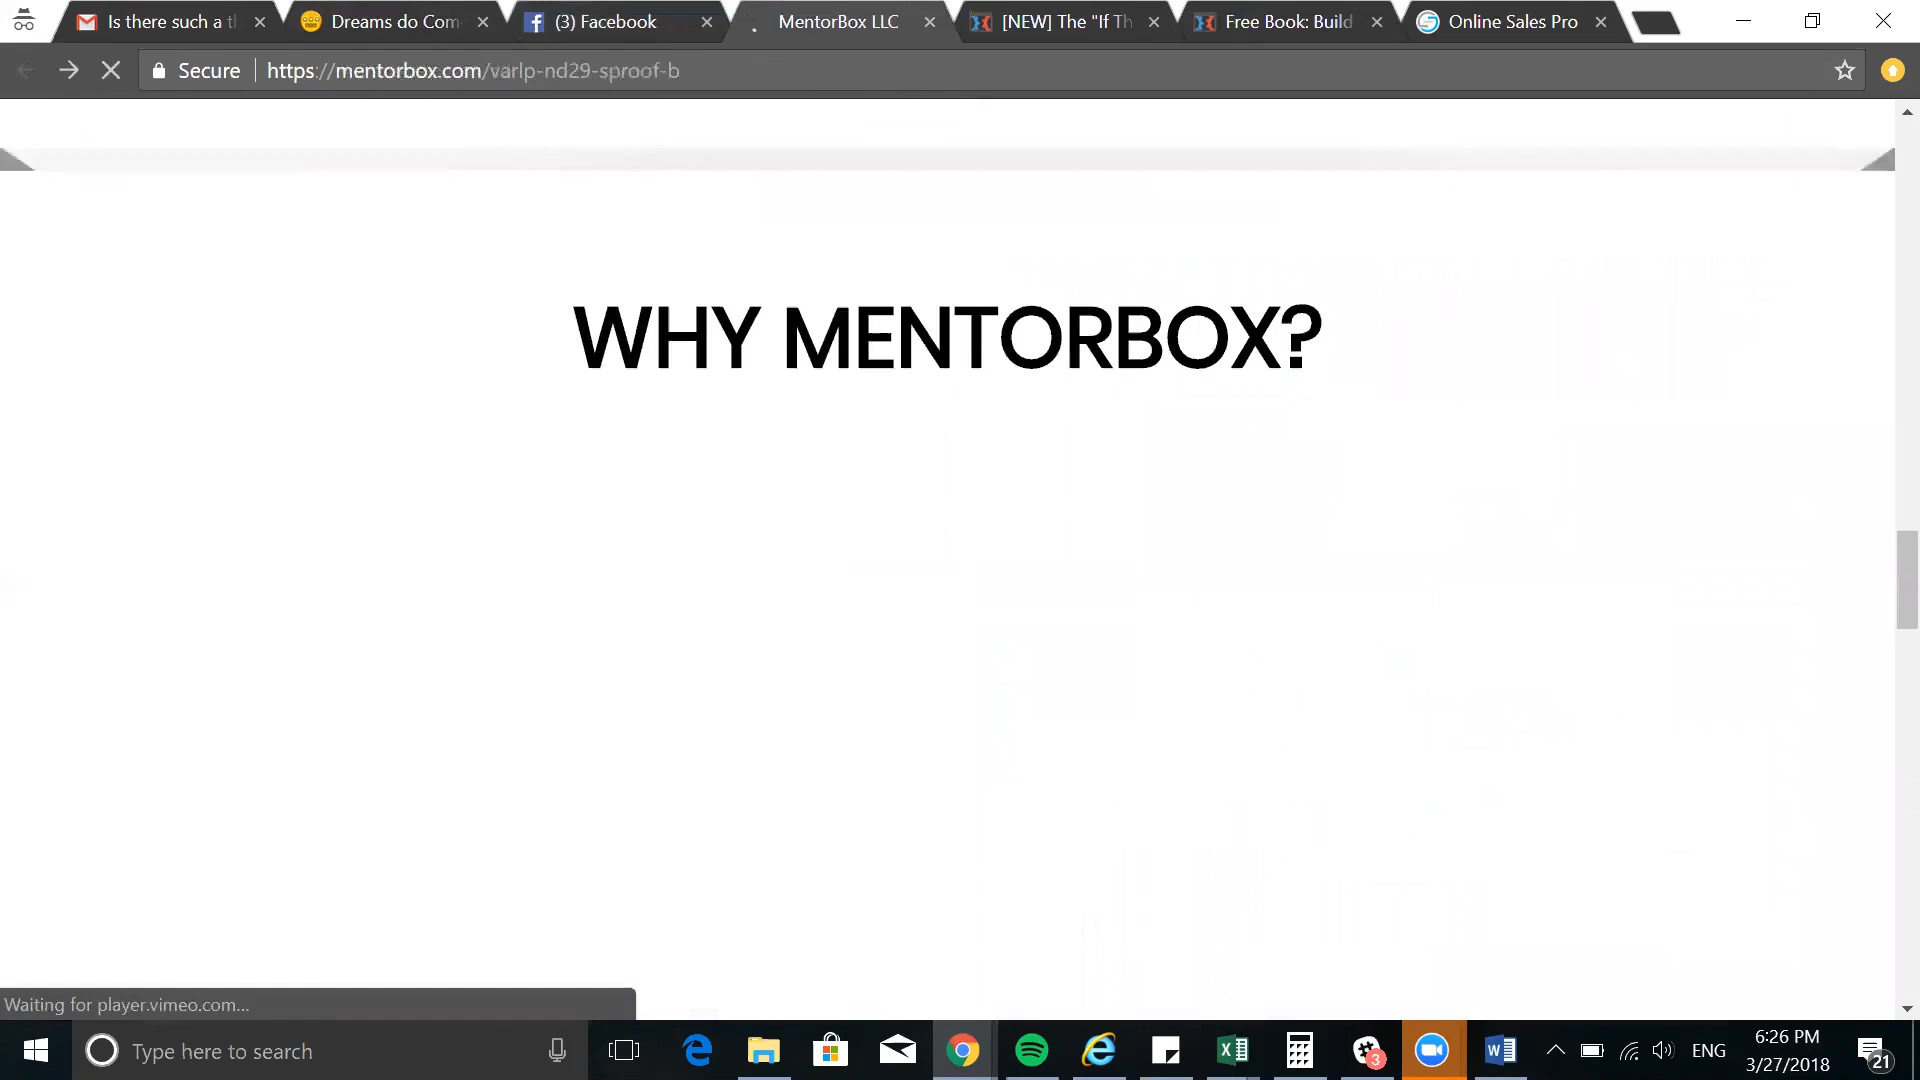 Is there such a t
Dreams do Com
(3) Facebook
MentorBox LLC
[NEW] The "If Th
Free Book: Build
Online Sales Pro
Secure
https://mentorbox.com/varlp-nd29-sproof-b
WHY MENTORBOX?
Waiting for player.vimeo.com...
Type here to search
3
ENG
6:26 PM
3/27/2018
21